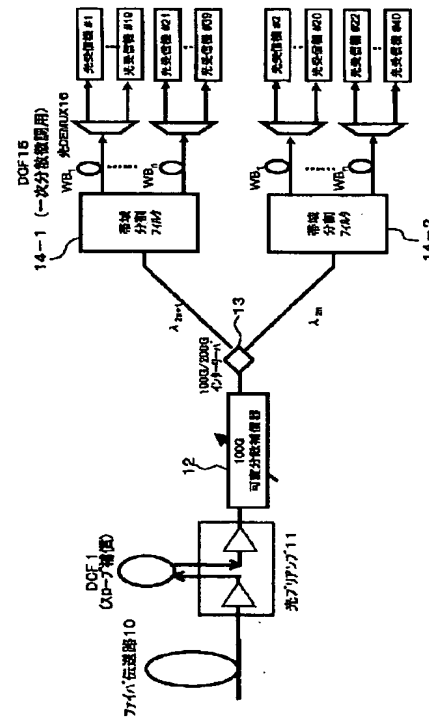 DCF15
(一次分散微調用)
光DEMUX16
14-1
WB1
WBn
帯域
分割
フィルタ
光受信機 #1
光受信機 #19
光受信機 #21
光受信機 #39
光受信機 #2
光受信機 #20
光受信機 #22
光受信機 #40
WB1
WBn
帯域
分割
フィルタ
14-2
λ2n+1
λ2n
13
100G/200G
インターリーバ
12
100G
可変分散補償器
DCF1
(スロープ補償)
光プリアンプ11
ファイバ伝送路10